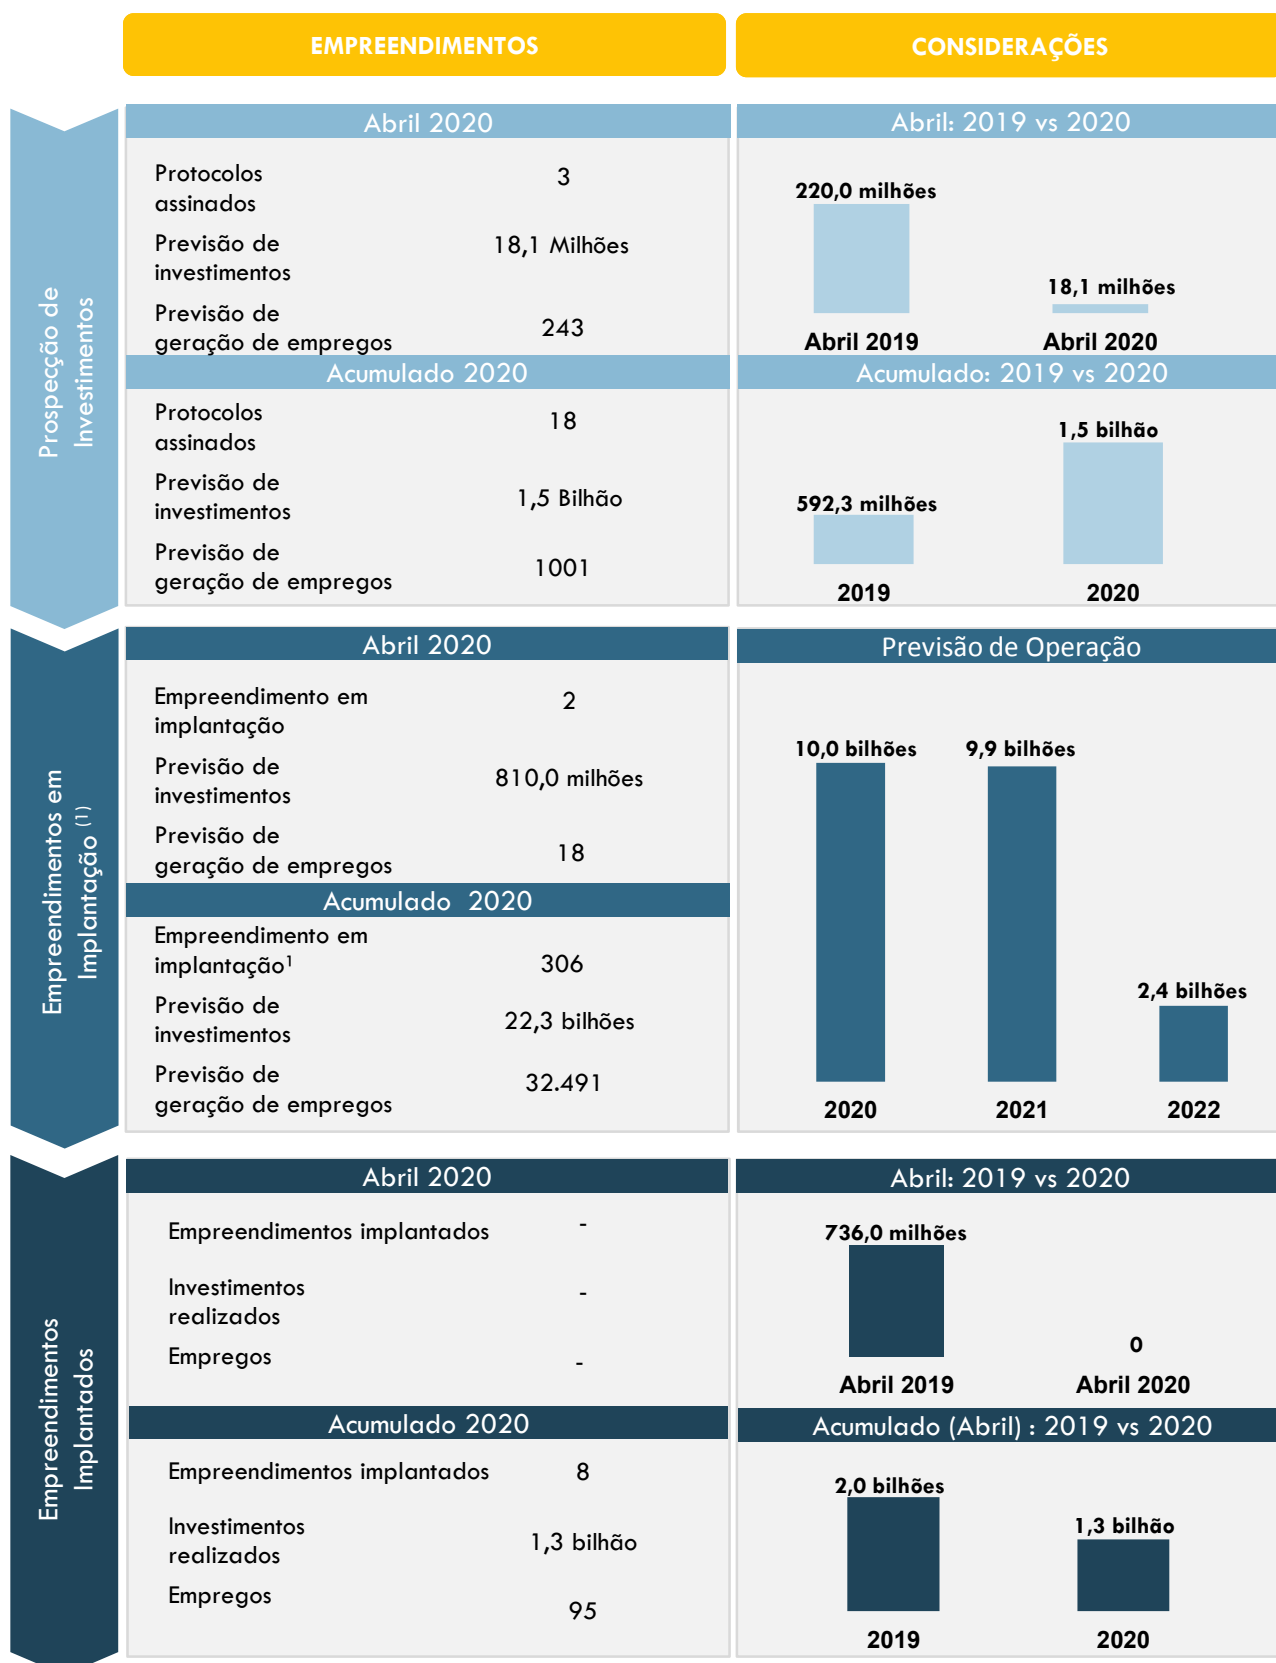 EMPREENDIMENTOS
CONSIDERAÇÕES
Prospecção de
Investimentos
Abril 2020
Protocolos
assinados
3
Previsão de
investimentos
18,1 Milhões
Previsão de
geração de empregos
243
Acumulado 2020
Protocolos
assinados
18
Previsão de
investimentos
1,5 Bilhão
Previsão de
geração de empregos
1001
Abril: 2019 vs 2020
220,0 milhões
18,1 milhões
Abril 2019
Abril 2020
Acumulado: 2019 vs 2020
592,3 milhões
1,5 bilhão
2019
2020
Empreendimentos em
Implantação (1)
Abril 2020
Empreendimento em
implantação
2
Previsão de
investimentos
810,0 milhões
Previsão de
geração de empregos
18
Acumulado 2020
Empreendimento em
implantação¹
306
Previsão de
investimentos
22,3 bilhões
Previsão de
geração de empregos
32.491
Previsão de Operação
10,0 bilhões
9,9 bilhões
2,4 bilhões
2020
2021
2022
Empreendimentos
Implantados
Abril 2020
Empreendimentos implantados
-
Investimentos
realizados
-
Empregos
-
Acumulado 2020
Empreendimentos implantados
8
Investimentos
realizados
1,3 bilhão
Empregos
95
Abril: 2019 vs 2020
736,0 milhões
0
Abril 2019
Abril 2020
Acumulado (Abril) : 2019 vs 2020
2,0 bilhões
1,3 bilhão
2019
2020